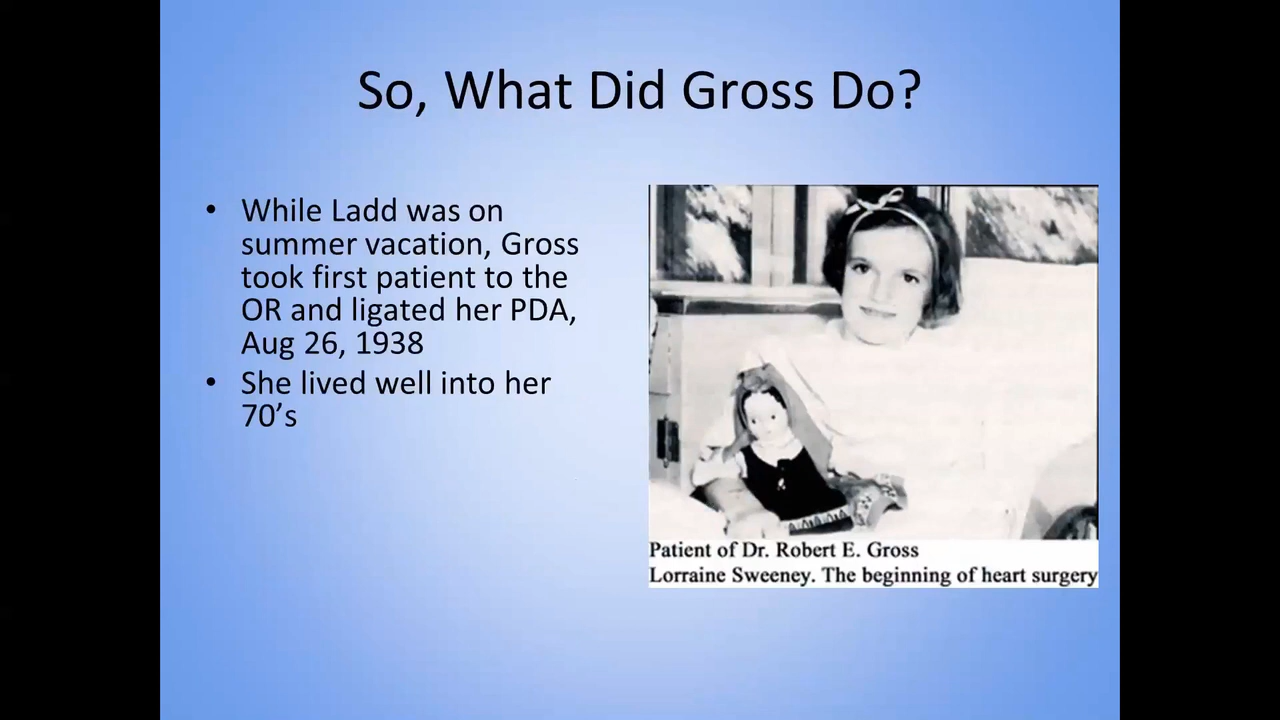 So, What Did Gross Do?
• While Ladd was on
summer vacation, Gross
took first patient to the
OR and ligated her PDA,
Aug 26, 1938
• She lived well into her
70’s
Patient of Dr. Robert E. Gross
Lorraine Sweeney. The beginning of heart surgery